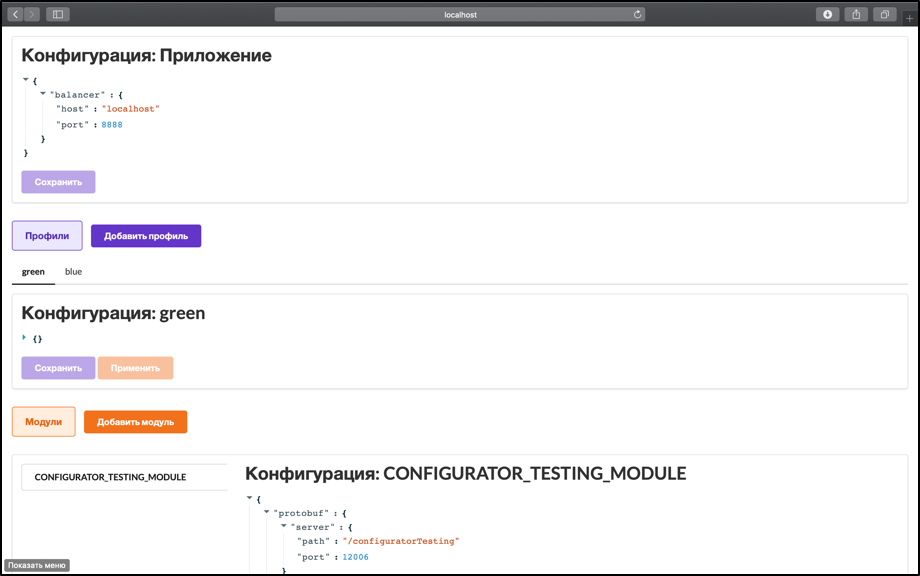 localhost
Конфигурация: Приложение
{
"balancer" : {
"host" : "localhost"
"port" : 8888
}
}
Сохранить
Профили Добавить профиль
green blue
Конфигурация: green
{}
Сохранить Применить
Модули Добавить модуль
CONFIGURATOR_TESTING_MODULE
Конфигурация: CONFIGURATOR_TESTING_MODULE
{
"protobuf" : {
"server" : {
"path" : "/configuratorTesting"
"port" : 12006
}
Показать меню